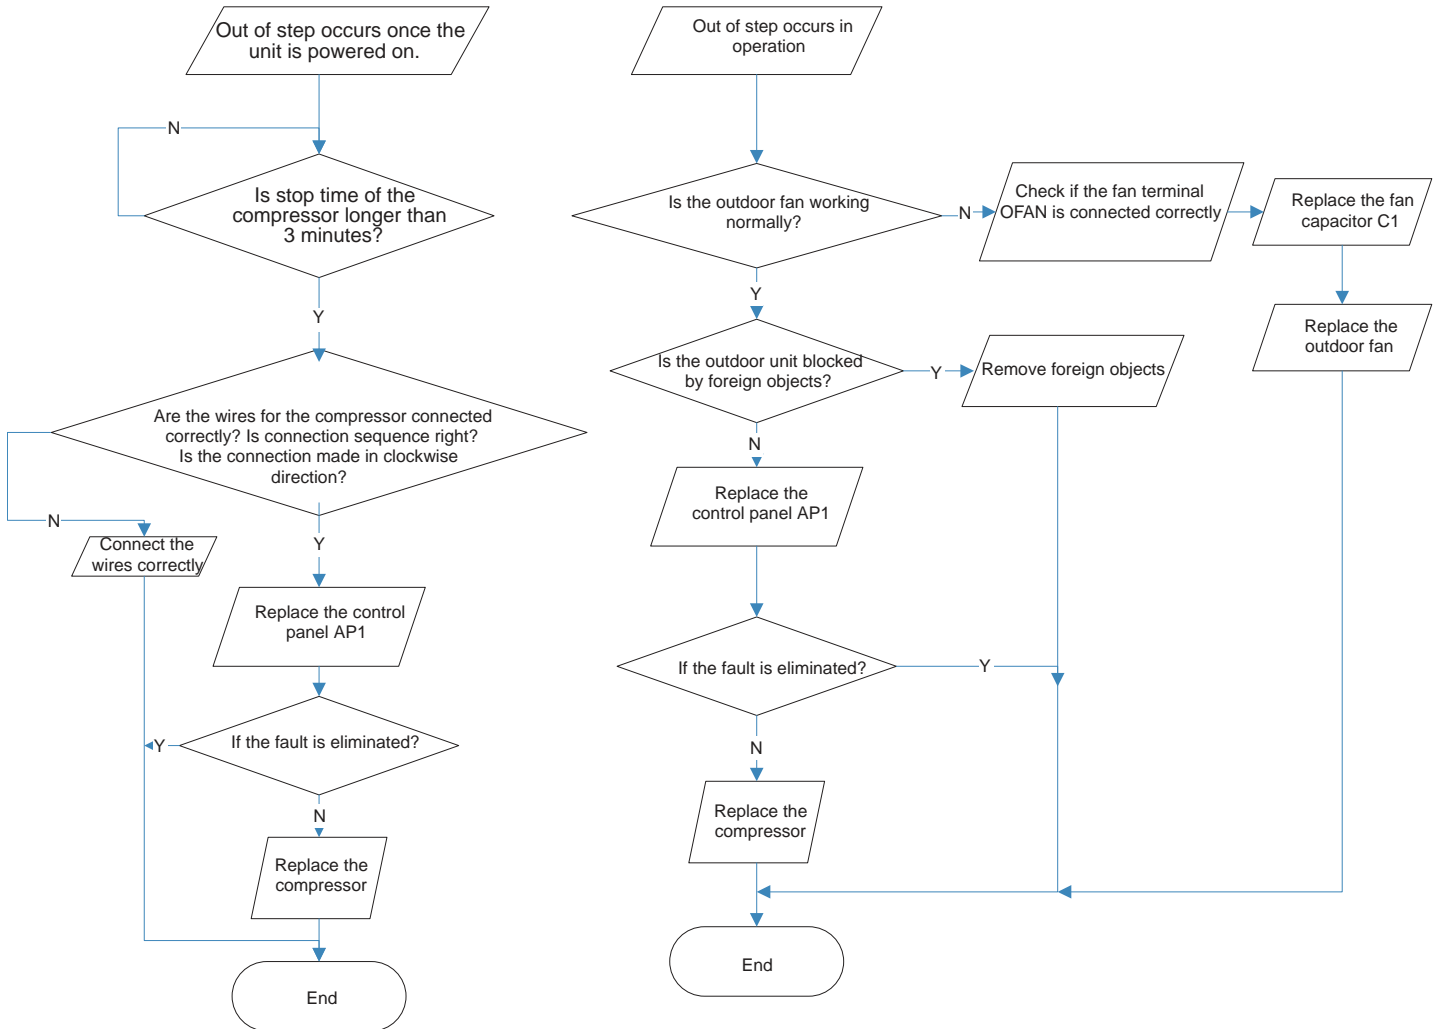 Out of step occurs once the
unit is powered on.
N
Is stop time of the
compressor longer than
3 minutes?
Y
Are the wires for the compressor connected
correctly? Is connection sequence right?
Is the connection made in clockwise
direction?
N
Connect the
wires correctly
Y
Replace the control
panel AP1
If the fault is eliminated?
Y
N
Replace the
compressor
End
Out of step occurs in
operation
Is the outdoor fan working
normally?
N
Check if the fan terminal
OFAN is connected correctly
Replace the fan
capacitor C1
Replace the
outdoor fan
Y
Is the outdoor unit blocked
by foreign objects?
Y
Remove foreign objects
N
Replace the
control panel AP1
If the fault is eliminated?
Y
N
Replace the
compressor
End